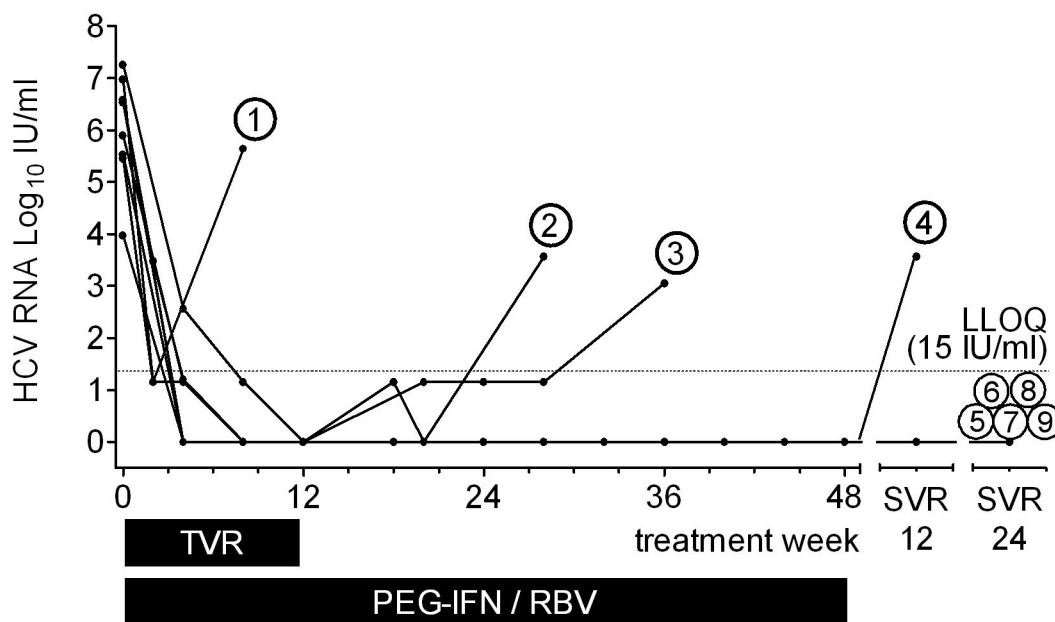 HCV RNA Log10 IU/ml
8
7
6
5
4
3
2
1
0
1
2
3
4
LLOQ
(15 IU/ml)
6 8
5 7 9
0 12 24 36 48 SVR SVR
treatment week 12 24
TVR
PEG-IFN / RBV